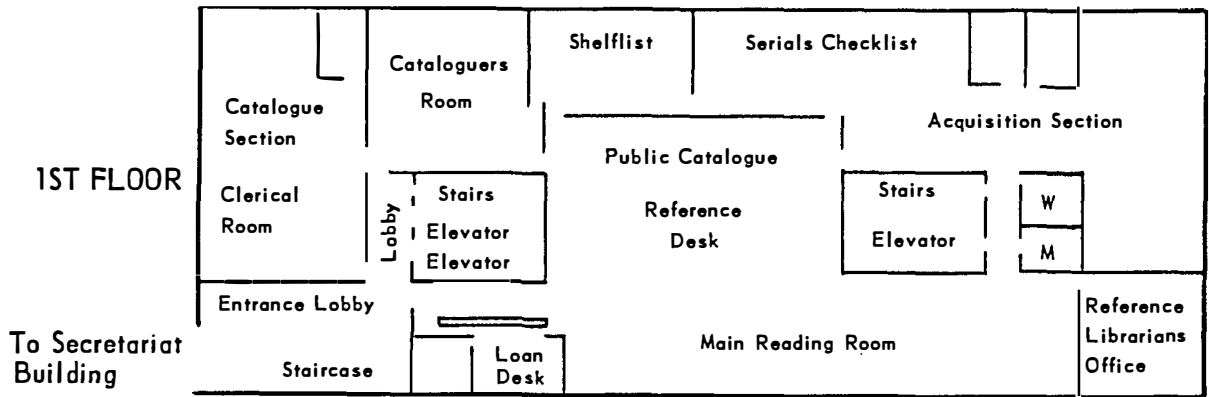 1ST FLOOR
Catalogue
Section
Clerical
Room
Cataloguers
Room
Shelflist
Serials Checklist
Acquisition Section
Public Catalogue
Reference
Desk
Lobby
Stairs
Elevator
Elevator
Stairs
Elevator
W
M
Entrance Lobby
To Secretariat
Building
Staircase
Loan
Desk
Main Reading Room
Reference
Librarians
Office